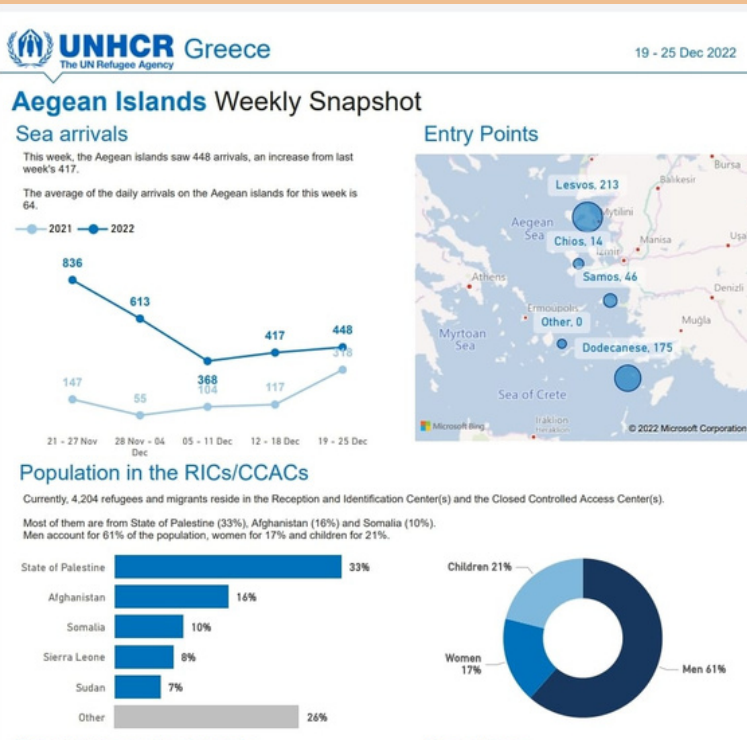 UNHCR Greece
The UN Refugee Agency
19 - 25 Dec 2022
Aegean Islands Weekly Snapshot
Sea arrivals
This week, the Aegean islands saw 448 arrivals, an increase from last
week's 417.
The average of the daily arrivals on the Aegean islands for this week is
64.
2021 2022
836
613
368
417
448
147
55
104
117
318
21 - 27 Nov
28 Nov - 04
Dec
05 - 11 Dec
12 - 18 Dec
19 - 25 Dec
Entry Points
Bursa
Lesvos, 213
Balıkesir
Mytilini
Aegean
Sea
Chios, 14
Izmir
Manisa
Uşa
Athens
Samos, 46
Denizli
Ermoupolis
Other, 0
Muğla
Myrtoan
Sea
Dodecanese, 175
Sea of Crete
Iraklion
Microsoft Bing
© 2022 Microsoft Corporation
Population in the RICs/CCACs
Currently, 4,204 refugees and migrants reside in the Reception and Identification Center(s) and the Closed Controlled Access Center(s).
Most of them are from State of Palestine (33%), Afghanistan (16%) and Somalia (10%).
Men account for 61% of the population, women for 17% and children for 21%.
State of Palestine 33%
Afghanistan 16%
Somalia 10%
Sierra Leone 8%
Sudan 7%
Other 26%
Children 21%
Women
17%
Men 61%